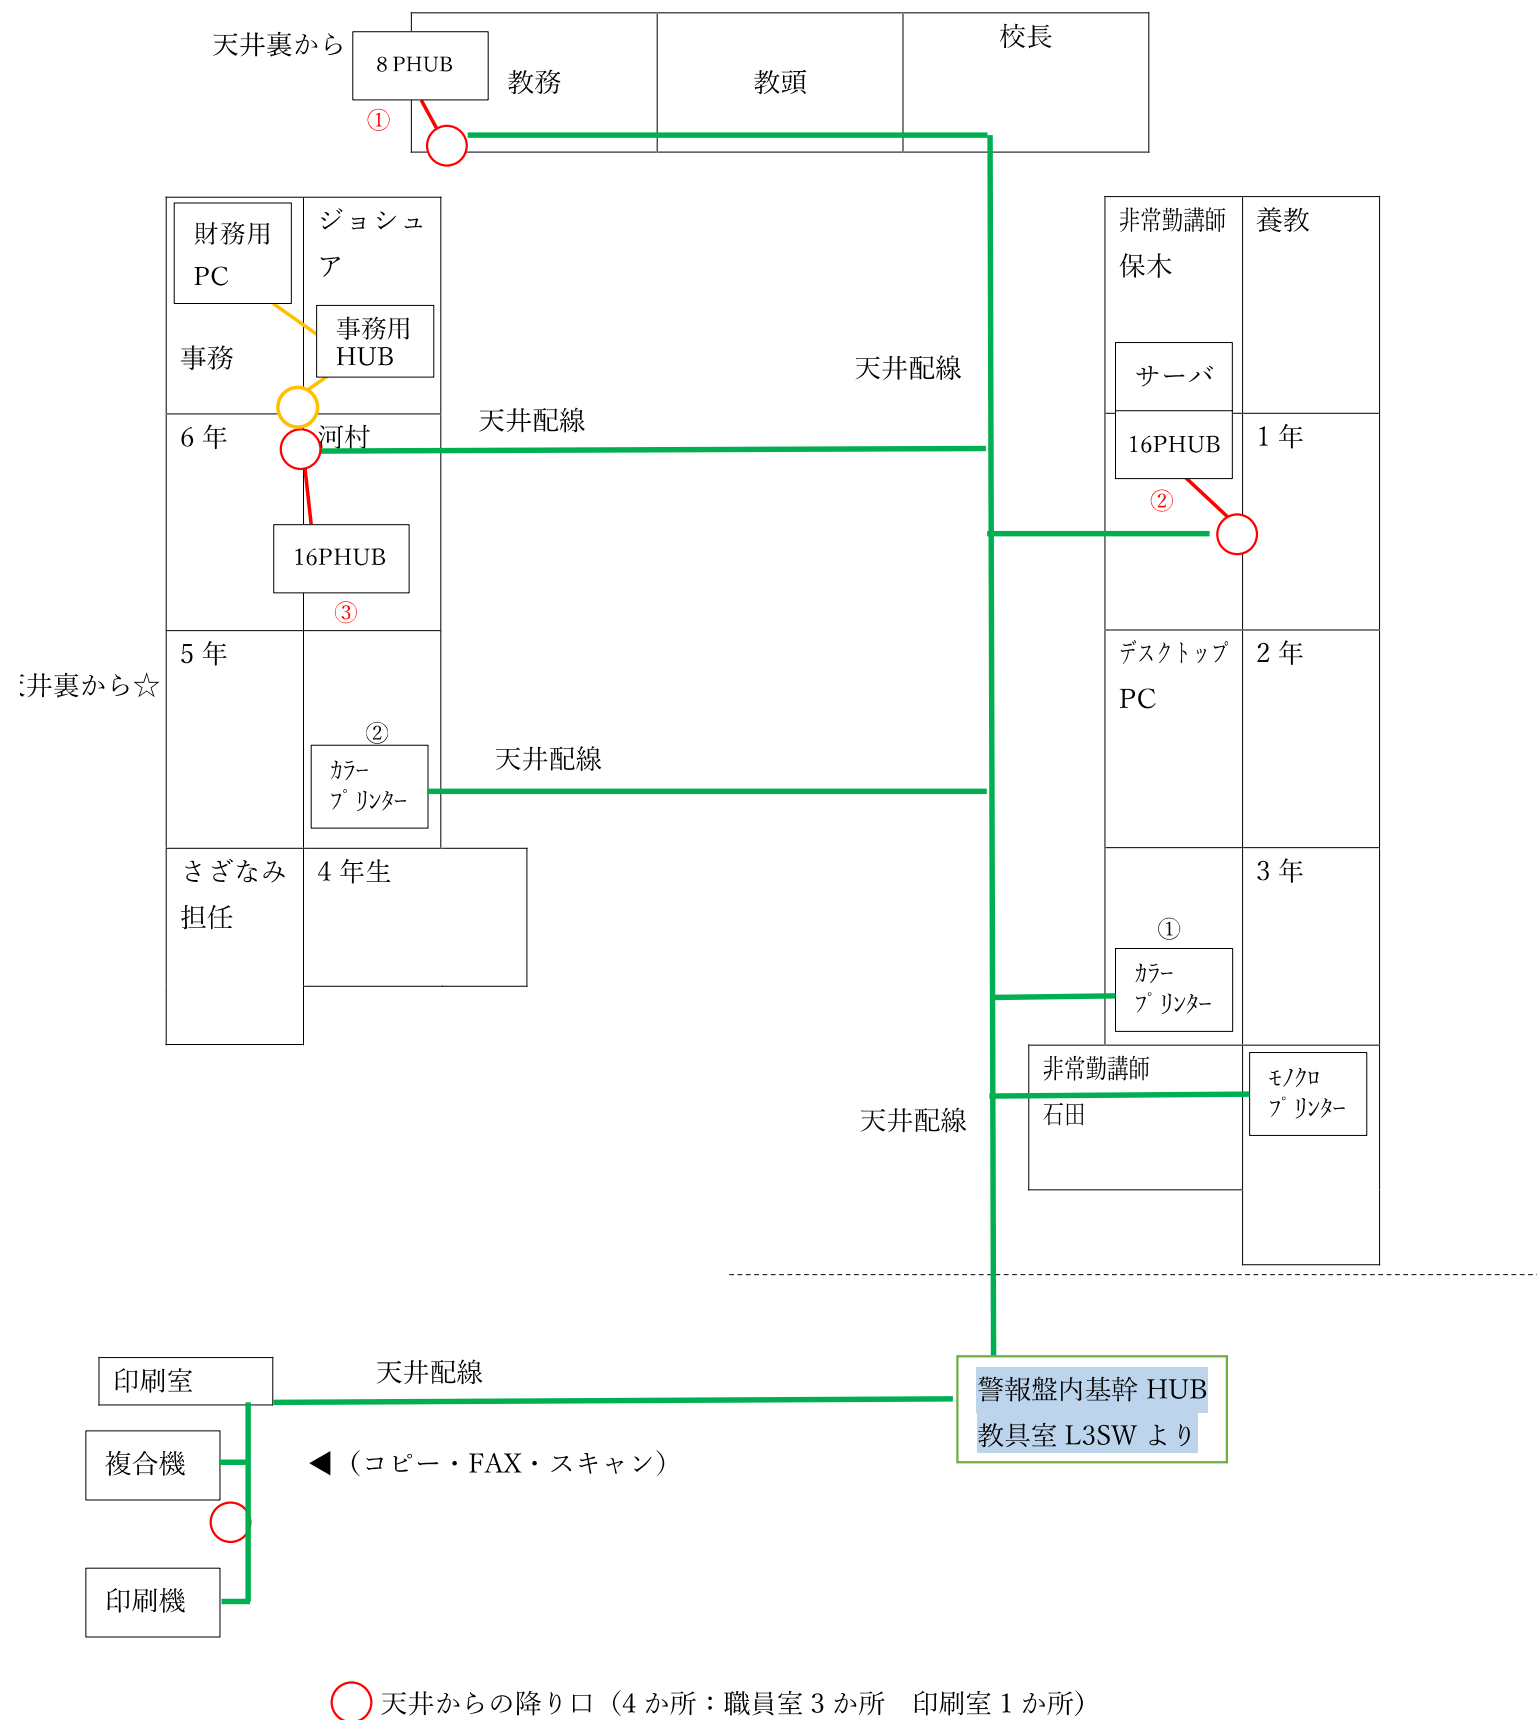 天井裏から
8 PHUB
①
教務
教頭
校長
財務用
PC
事務
ジョシュ
ア
事務用
HUB
非常勤講師
保木
養教
サーバ
16PHUB
②
天井配線
天井配線
6 年
河村
1 年
16PHUB
③
5 年
井裏から☆
デスクトップ
PC
2 年
②
ｶﾗｰ
ﾌﾟﾘﾝﾀｰ
天井配線
さざなみ
担任
4 年生
3 年
①
ｶﾗｰ
ﾌﾟﾘﾝﾀｰ
非常勤講師
石田
ﾓﾉｸﾛ
ﾌﾟﾘﾝﾀｰ
天井配線
印刷室
天井配線
警報盤内基幹 HUB
教具室 L3SW より
複合機
◀（コピー・FAX・スキャン）
印刷機
天井からの降り口（4 か所：職員室 3 か所　印刷室 1 か所）